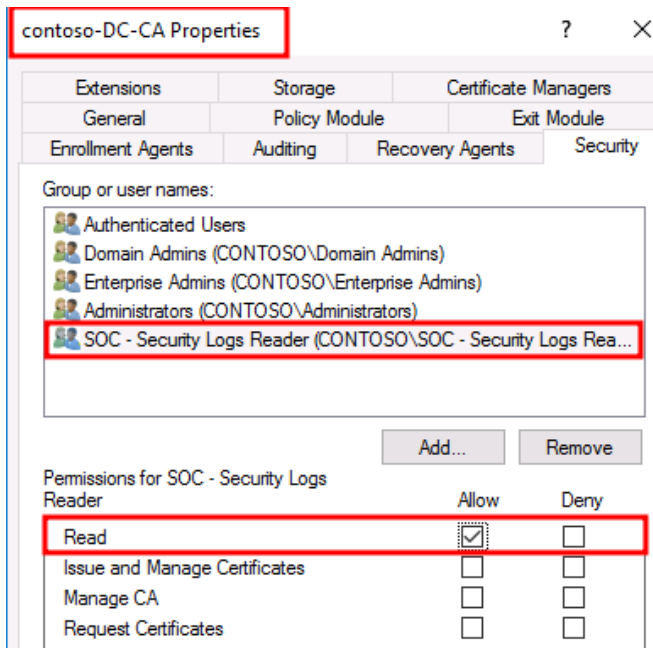 contoso-DC-CA Properties ? ✕
Extensions Storage Certificate Managers
General Policy Module Exit Module
Enrollment Agents Auditing Recovery Agents Security
Group or user names:
Authenticated Users
Domain Admins (CONTOSO\Domain Admins)
Enterprise Admins (CONTOSO\Enterprise Admins)
Administrators (CONTOSO\Administrators)
SOC - Security Logs Reader (CONTOSO\SOC - Security Logs Rea...
Add... Remove
Permissions for SOC - Security Logs
Reader Allow Deny
Read
Issue and Manage Certificates
Manage CA
Request Certificates